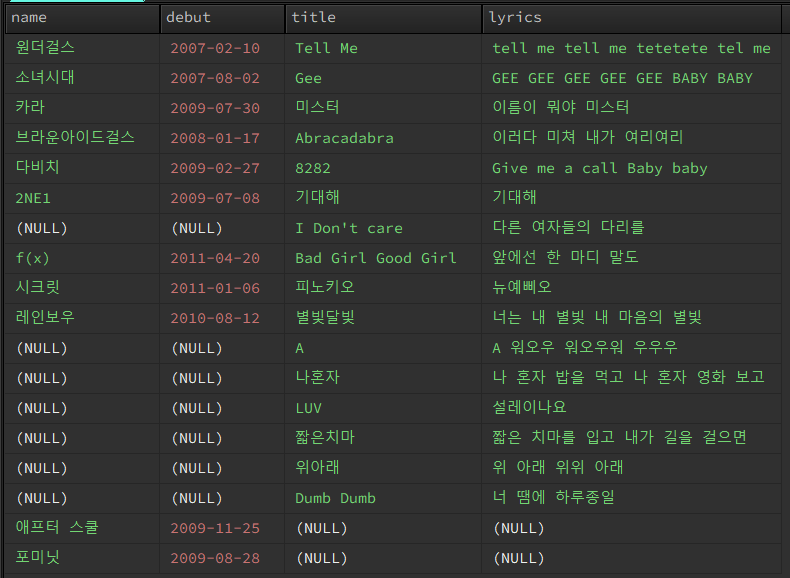 name debut title lyrics
원더걸스 2007-02-10 Tell Me tell me tell me tetetete tel me
소녀시대 2007-08-02 Gee GEE GEE GEE GEE GEE BABY BABY
카라 2009-07-30 미스터 이름이 뭐야 미스터
브라운아이드걸스 2008-01-17 Abracadabra 이러다 미쳐 내가 여리여리
다비치 2009-02-27 8282 Give me a call Baby baby
2NE1 2009-07-08 기대해 기대해
(NULL) (NULL) I Don't care 다른 여자들의 다리를
f(x) 2011-04-20 Bad Girl Good Girl 앞에선 한 마디 말도
시크릿 2011-01-06 피노키오 뉴예삐오
레인보우 2010-08-12 별빛달빛 너는 내 별빛 내 마음의 별빛
(NULL) (NULL) A A 워오우 워오우워 우우우
(NULL) (NULL) 나혼자 나 혼자 밥을 먹고 나 혼자 영화 보고
(NULL) (NULL) LUV 설레이나요
(NULL) (NULL) 짧은치마 짧은 치마를 입고 내가 길을 걸으면
(NULL) (NULL) 위아래 위 아래 위위 아래
(NULL) (NULL) Dumb Dumb 너 땜에 하루종일
애프터 스쿨 2009-11-25 (NULL) (NULL)
포미닛 2009-08-28 (NULL) (NULL)